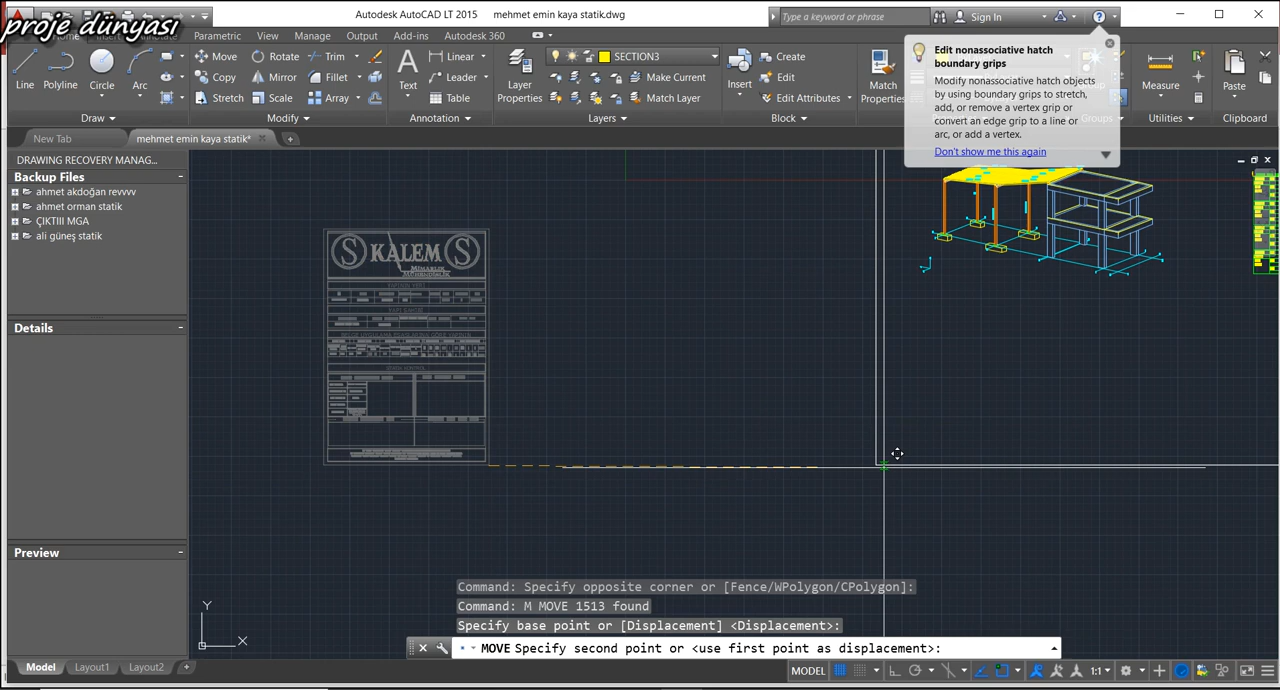 Autodesk AutoCAD LT 2015 mehmet emin kaya statik.dwg
Type a keyword or phrase
Sign In
proje dünyası
Parametric View Manage Output Add-ins Autodesk 360
Line Polyline Circle Arc
Move Rotate Trim
Copy Mirror Fillet
Stretch Scale Array
Text Linear
Leader
Table
Layer Properties
SECTION3
Make Current
Match Layer
Insert Create
Edit
Edit Attributes
Match Properties
Measure
Paste
Draw Modify Annotation Layers Block Groups Utilities Clipboard
Edit nonassociative hatch
boundary grips
Modify nonassociative hatch objects
by using boundary grips to stretch,
add, or remove a vertex grip or
convert an edge grip to a line or
arc, or add a vertex.
Don't show me this again
New Tab mehmet emin kaya statik*
DRAWING RECOVERY MANAG...
Backup Files
ahmet akdoğan revvvv
ahmet orman statik
ÇIKTIII MGA
ali güneş statik
Details
Preview
S KALEM S
MİMARLIK
MÜHENDİSLİK
Y
X
Command: Specify opposite corner or [Fence/WPolygon/CPolygon]:
Command: M MOVE 1513 found
Specify base point or [Displacement] <Displacement>:
MOVE Specify second point or <use first point as displacement>:
Model Layout1 Layout2 +
MODEL 1:1